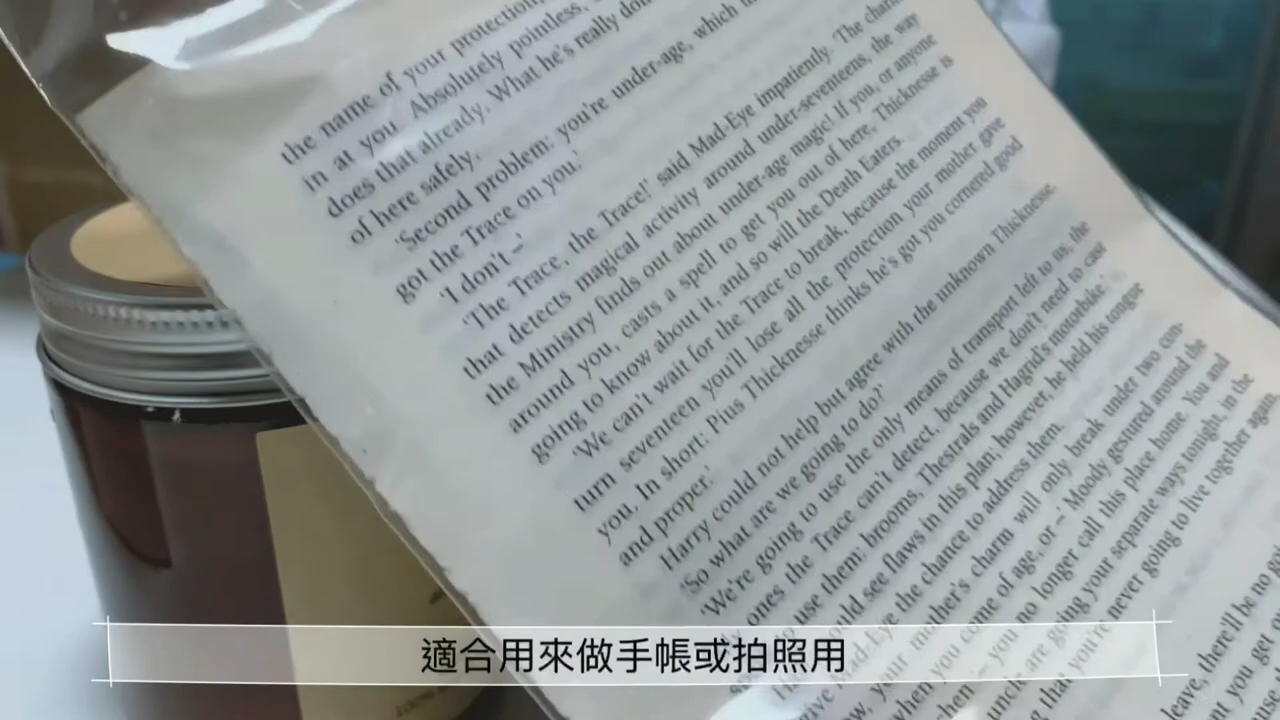 the name of your protection,
in at you. Absolutely pointless,
does that already. What he's really
of here safely.
'Second problem: you're under-age, which
got the Trace on you.'
'I don't –'
'The Trace, the Trace!' said Mad-Eye impatiently. 'The
that detects magical activity around under-seventeens, the way
the Ministry finds out about under-age magic! If you, or anyone
around you, casts a spell to get you out of here, Thicknesse is
going to know about it, and so will the Death Eaters.
'We can't wait for the Trace to break, because the moment you
turn seventeen you'll lose all the protection your mother gave
you. In short: Pius Thicknesse thinks he's got you cornered good
and proper.'
Harry could not help but agree with the unknown Thicknesse.
'So what are we going to do?'
'We're going to use the only means of transport left to us, the
ones the Trace can't detect, because we don't need to cast
to use them: brooms, Thestrals and Hagrid's motorbike.'
see flaws in this plan; however, he held his tongue
the chance to address them.
your mother's charm will only break under two con-
when you come of age, or –' Moody gestured around the
– 'you no longer call this place home. You and
uncle are going your separate ways tonight, in the
that you're never going to live together again,
leave, there'll be no
you get
適合用來做手帳或拍照用